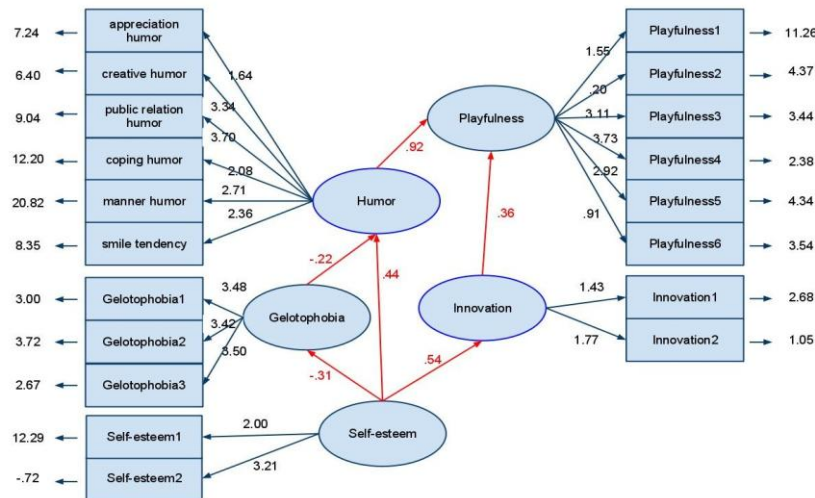 appreciation
humor
7.24
1.64
creative humor
6.40
3.34
public relation
humor
9.04
3.70
coping humor
12.20
2.08
manner humor
20.82
2.71
smile tendency
8.35
2.36
Humor
Playfulness
.92
Playfulness1
1.55
11.26
Playfulness2
.20
4.37
Playfulness3
3.11
3.44
Playfulness4
3.73
2.38
Playfulness5
2.92
4.34
Playfulness6
.91
3.54
-.22
.44
.36
Gelotophobia1
3.00
3.48
Gelotophobia2
3.72
3.42
Gelotophobia3
2.67
3.50
Gelotophobia
Innovation
1.43
Innovation1
2.68
1.77
Innovation2
1.05
-.31
.54
Self-esteem
Self-esteem1
12.29
2.00
Self-esteem2
-.72
3.21